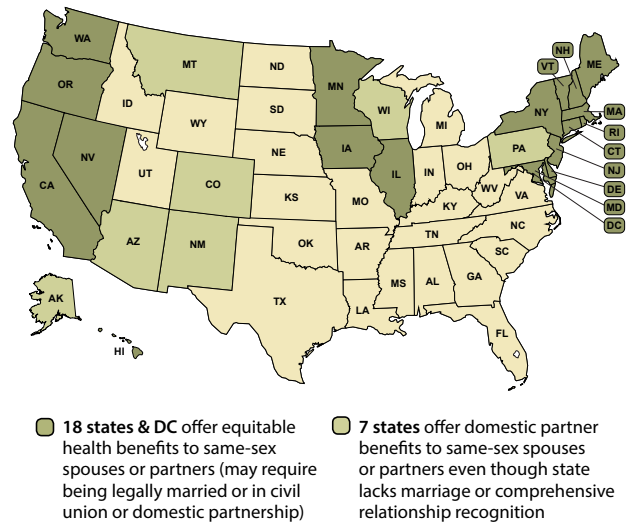 WA
OR
CA
NV
ID
MT
WY
UT
AZ
CO
NM
ND
SD
NE
KS
OK
TX
MN
IA
MO
AR
LA
WI
IL
MI
IN
OH
KY
TN
MS
AL
GA
FL
SC
NC
VA
WV
PA
NY
VT
NH
ME
MA
RI
CT
NJ
DE
MD
DC
AK
HI
18 states & DC offer equitable
health benefits to same-sex
spouses or partners (may require
being legally married or in civil
union or domestic partnership)
7 states offer domestic partner
benefits to same-sex spouses
or partners even though state
lacks marriage or comprehensive
relationship recognition